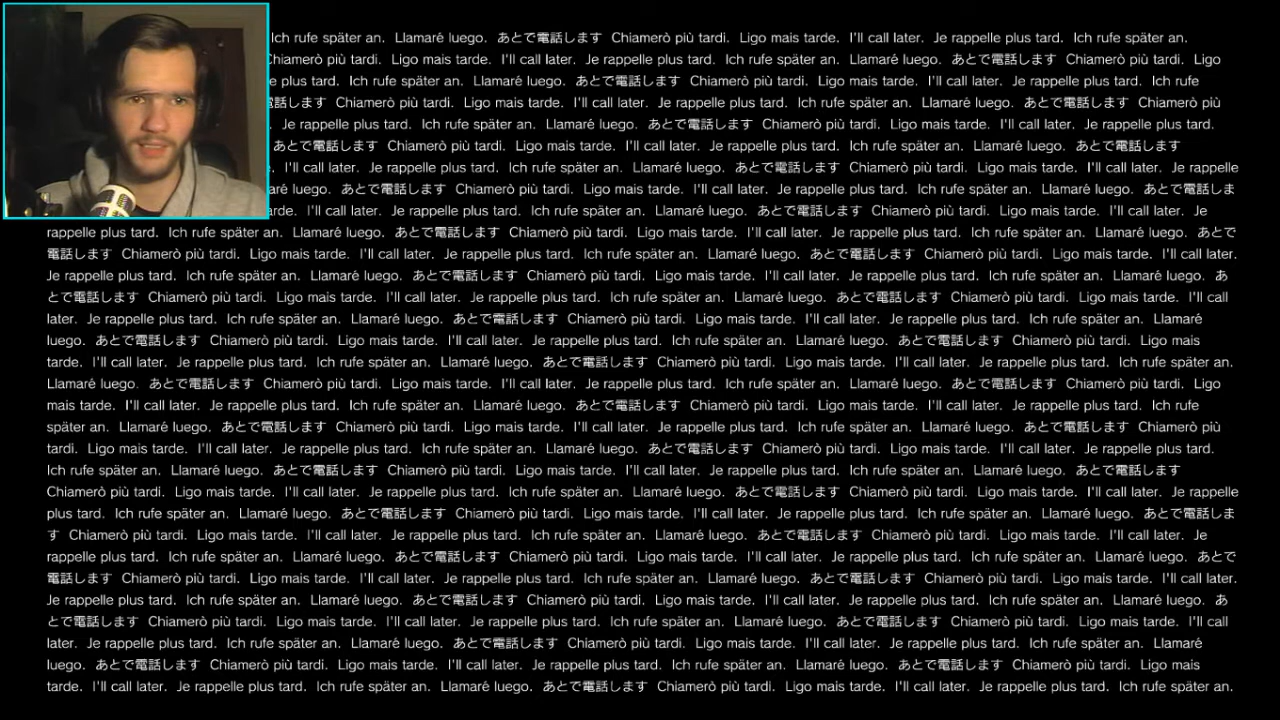 Ich rufe später an. Llamaré luego. あとで電話します Chiamerò più tardi. Ligo mais tarde. I'll call later. Je rappelle plus tard. Ich rufe später an.
Chiamerò più tardi. Ligo mais tarde. I'll call later. Je rappelle plus tard. Ich rufe später an. Llamaré luego. あとで電話します Chiamerò più tardi. Ligo
plus tard. Ich rufe später an. Llamaré luego. あとで電話します Chiamerò più tardi. Ligo mais tarde. I'll call later. Je rappelle plus tard. Ich rufe
話します Chiamerò più tardi. Ligo mais tarde. I'll call later. Je rappelle plus tard. Ich rufe später an. Llamaré luego. あとで電話します Chiamerò più
. Je rappelle plus tard. Ich rufe später an. Llamaré luego. あとで電話します Chiamerò più tardi. Ligo mais tarde. I'll call later. Je rappelle plus tard.
あとで電話します Chiamerò più tardi. Ligo mais tarde. I'll call later. Je rappelle plus tard. Ich rufe später an. Llamaré luego. あとで電話します
. I'll call later. Je rappelle plus tard. Ich rufe später an. Llamaré luego. あとで電話します Chiamerò più tardi. Ligo mais tarde. I'll call later. Je rappelle
aré luego. あとで電話します Chiamerò più tardi. Ligo mais tarde. I'll call later. Je rappelle plus tard. Ich rufe später an. Llamaré luego. あとで電話しま
rde. I'll call later. Je rappelle plus tard. Ich rufe später an. Llamaré luego. あとで電話します Chiamerò più tardi. Ligo mais tarde. I'll call later. Je
rappelle plus tard. Ich rufe später an. Llamaré luego. あとで電話します Chiamerò più tardi. Ligo mais tarde. I'll call later. Je rappelle plus tard. Ich rufe später an. Llamaré luego. あとで
電話します Chiamerò più tardi. Ligo mais tarde. I'll call later. Je rappelle plus tard. Ich rufe später an. Llamaré luego. あとで電話します Chiamerò più tardi. Ligo mais tarde. I'll call later.
Je rappelle plus tard. Ich rufe später an. Llamaré luego. あとで電話します Chiamerò più tardi. Ligo mais tarde. I'll call later. Je rappelle plus tard. Ich rufe später an. Llamaré luego. あ
とで電話します Chiamerò più tardi. Ligo mais tarde. I'll call later. Je rappelle plus tard. Ich rufe später an. Llamaré luego. あとで電話します Chiamerò più tardi. Ligo mais tarde. I'll call
later. Je rappelle plus tard. Ich rufe später an. Llamaré luego. あとで電話します Chiamerò più tardi. Ligo mais tarde. I'll call later. Je rappelle plus tard. Ich rufe später an. Llamaré
luego. あとで電話します Chiamerò più tardi. Ligo mais tarde. I'll call later. Je rappelle plus tard. Ich rufe später an. Llamaré luego. あとで電話します Chiamerò più tardi. Ligo mais
tarde. I'll call later. Je rappelle plus tard. Ich rufe später an. Llamaré luego. あとで電話します Chiamerò più tardi. Ligo mais tarde. I'll call later. Je rappelle plus tard. Ich rufe später an.
Llamaré luego. あとで電話します Chiamerò più tardi. Ligo mais tarde. I'll call later. Je rappelle plus tard. Ich rufe später an. Llamaré luego. あとで電話します Chiamerò più tardi. Ligo
mais tarde. I'll call later. Je rappelle plus tard. Ich rufe später an. Llamaré luego. あとで電話します Chiamerò più tardi. Ligo mais tarde. I'll call later. Je rappelle plus tard. Ich rufe
später an. Llamaré luego. あとで電話します Chiamerò più tardi. Ligo mais tarde. I'll call later. Je rappelle plus tard. Ich rufe später an. Llamaré luego. あとで電話します Chiamerò più
tardi. Ligo mais tarde. I'll call later. Je rappelle plus tard. Ich rufe später an. Llamaré luego. あとで電話します Chiamerò più tardi. Ligo mais tarde. I'll call later. Je rappelle plus tard.
Ich rufe später an. Llamaré luego. あとで電話します Chiamerò più tardi. Ligo mais tarde. I'll call later. Je rappelle plus tard. Ich rufe später an. Llamaré luego. あとで電話します
Chiamerò più tardi. Ligo mais tarde. I'll call later. Je rappelle plus tard. Ich rufe später an. Llamaré luego. あとで電話します Chiamerò più tardi. Ligo mais tarde. I'll call later. Je rappelle
plus tard. Ich rufe später an. Llamaré luego. あとで電話します Chiamerò più tardi. Ligo mais tarde. I'll call later. Je rappelle plus tard. Ich rufe später an. Llamaré luego. あとで電話しま
す Chiamerò più tardi. Ligo mais tarde. I'll call later. Je rappelle plus tard. Ich rufe später an. Llamaré luego. あとで電話します Chiamerò più tardi. Ligo mais tarde. I'll call later. Je
rappelle plus tard. Ich rufe später an. Llamaré luego. あとで電話します Chiamerò più tardi. Ligo mais tarde. I'll call later. Je rappelle plus tard. Ich rufe später an. Llamaré luego. あとで
電話します Chiamerò più tardi. Ligo mais tarde. I'll call later. Je rappelle plus tard. Ich rufe später an. Llamaré luego. あとで電話します Chiamerò più tardi. Ligo mais tarde. I'll call later.
Je rappelle plus tard. Ich rufe später an. Llamaré luego. あとで電話します Chiamerò più tardi. Ligo mais tarde. I'll call later. Je rappelle plus tard. Ich rufe später an. Llamaré luego. あ
とで電話します Chiamerò più tardi. Ligo mais tarde. I'll call later. Je rappelle plus tard. Ich rufe später an. Llamaré luego. あとで電話します Chiamerò più tardi. Ligo mais tarde. I'll call
later. Je rappelle plus tard. Ich rufe später an. Llamaré luego. あとで電話します Chiamerò più tardi. Ligo mais tarde. I'll call later. Je rappelle plus tard. Ich rufe später an. Llamaré
luego. あとで電話します Chiamerò più tardi. Ligo mais tarde. I'll call later. Je rappelle plus tard. Ich rufe später an. Llamaré luego. あとで電話します Chiamerò più tardi. Ligo mais
tarde. I'll call later. Je rappelle plus tard. Ich rufe später an. Llamaré luego. あとで電話します Chiamerò più tardi. Ligo mais tarde. I'll call later. Je rappelle plus tard. Ich rufe später an.